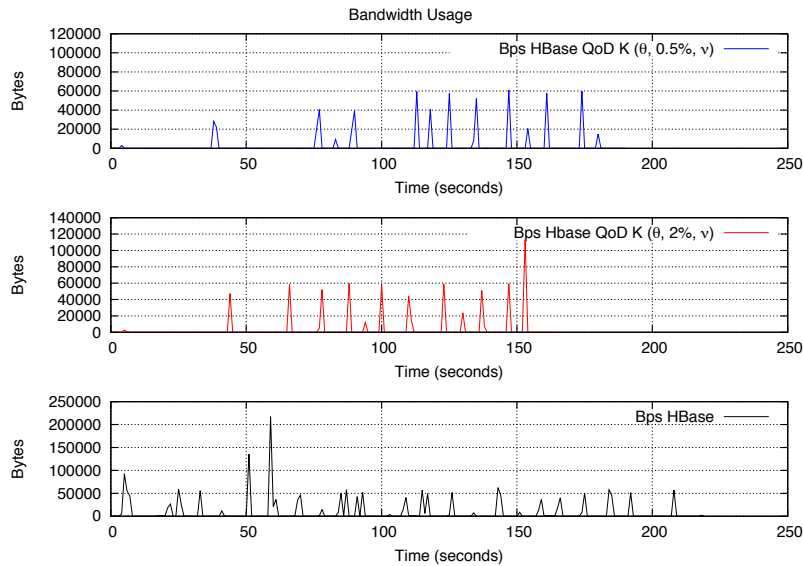 Bandwidth Usage
120000
100000
80000
60000
40000
20000
0
Bytes
Bps HBase QoD K (θ, 0.5%, ν)
0 50 100 150 200 250
Time (seconds)
140000
120000
100000
80000
60000
40000
20000
0
Bytes
Bps Hbase QoD K (θ, 2%, ν)
0 50 100 150 200 250
Time (seconds)
250000
200000
150000
100000
50000
0
Bytes
Bps HBase
0 50 100 150 200 250
Time (seconds)